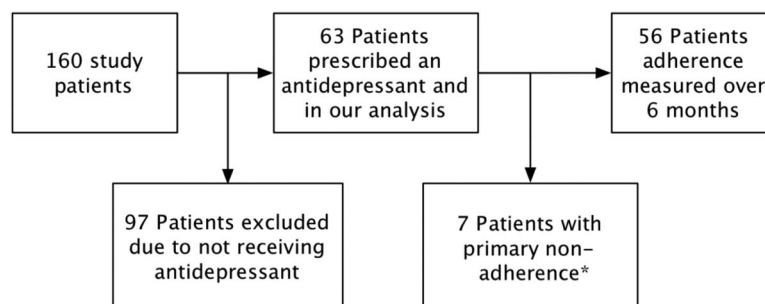 160 study
patients
63 Patients
prescribed an
antidepressant and
in our analysis
56 Patients
adherence
measured over
6 months
97 Patients excluded
due to not receiving
antidepressant
7 Patients with
primary non-
adherence*